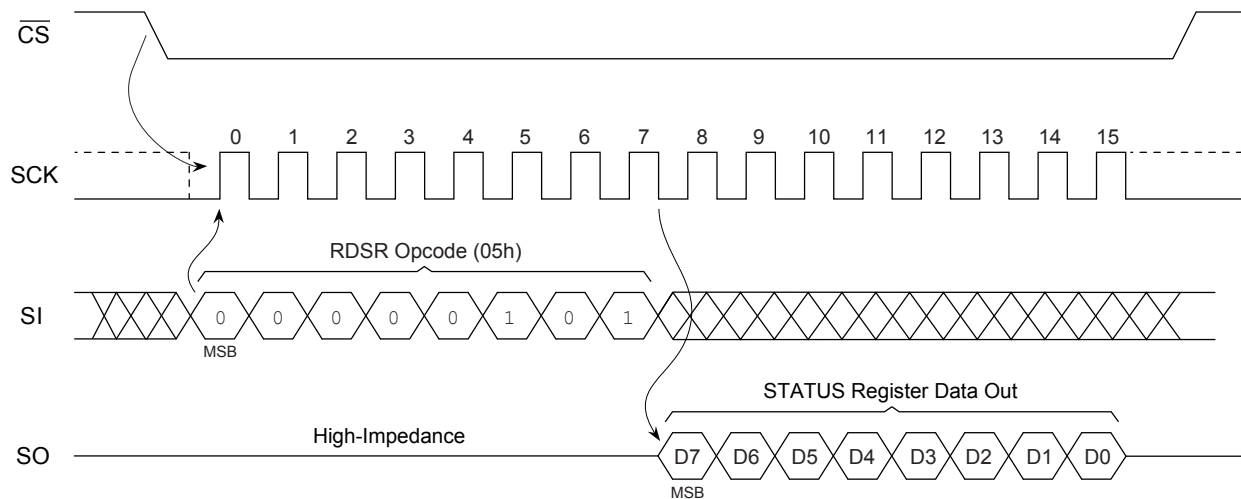 CS
0 1 2 3 4 5 6 7 8 9 10 11 12 13 14 15
SCK
RDSR Opcode (05h)
SI 0 0 0 0 0 1 0 1
MSB
STATUS Register Data Out
High-Impedance
SO D7 D6 D5 D4 D3 D2 D1 D0
MSB